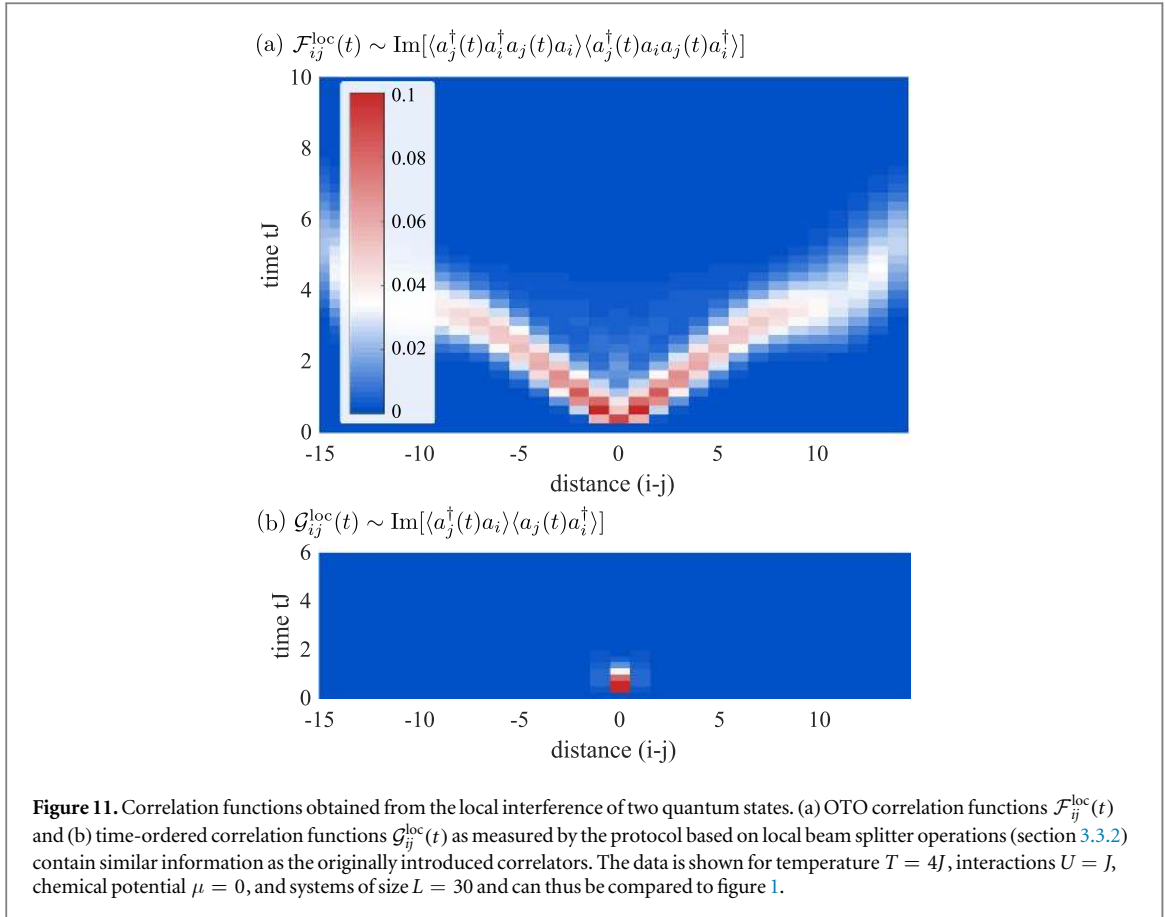 (a) $\mathcal{F}_{ij}^{\mathrm{loc}}(t) \sim \mathrm{Im}[\langle a_j^\dagger(t) a_i^\dagger a_j(t) a_i \rangle \langle a_j^\dagger(t) a_i a_j(t) a_i^\dagger \rangle]$
10
8
6
4
2
0
time tJ
0.1
0.08
0.06
0.04
0.02
0
-15 -10 -5 0 5 10
distance (i-j)
(b) $\mathcal{G}_{ij}^{\mathrm{loc}}(t) \sim \mathrm{Im}[\langle a_j^\dagger(t) a_i \rangle \langle a_j(t) a_i^\dagger \rangle]$
6
4
2
0
time tJ
-15 -10 -5 0 5 10
distance (i-j)
Figure 11. Correlation functions obtained from the local interference of two quantum states. (a) OTO correlation functions $\mathcal{F}_{ij}^{\mathrm{loc}}(t)$
and (b) time-ordered correlation functions $\mathcal{G}_{ij}^{\mathrm{loc}}(t)$ as measured by the protocol based on local beam splitter operations (section 3.3.2)
contain similar information as the originally introduced correlators. The data is shown for temperature $T = 4J$, interactions $U = J$,
chemical potential $\mu = 0$, and systems of size $L = 30$ and can thus be compared to figure 1.